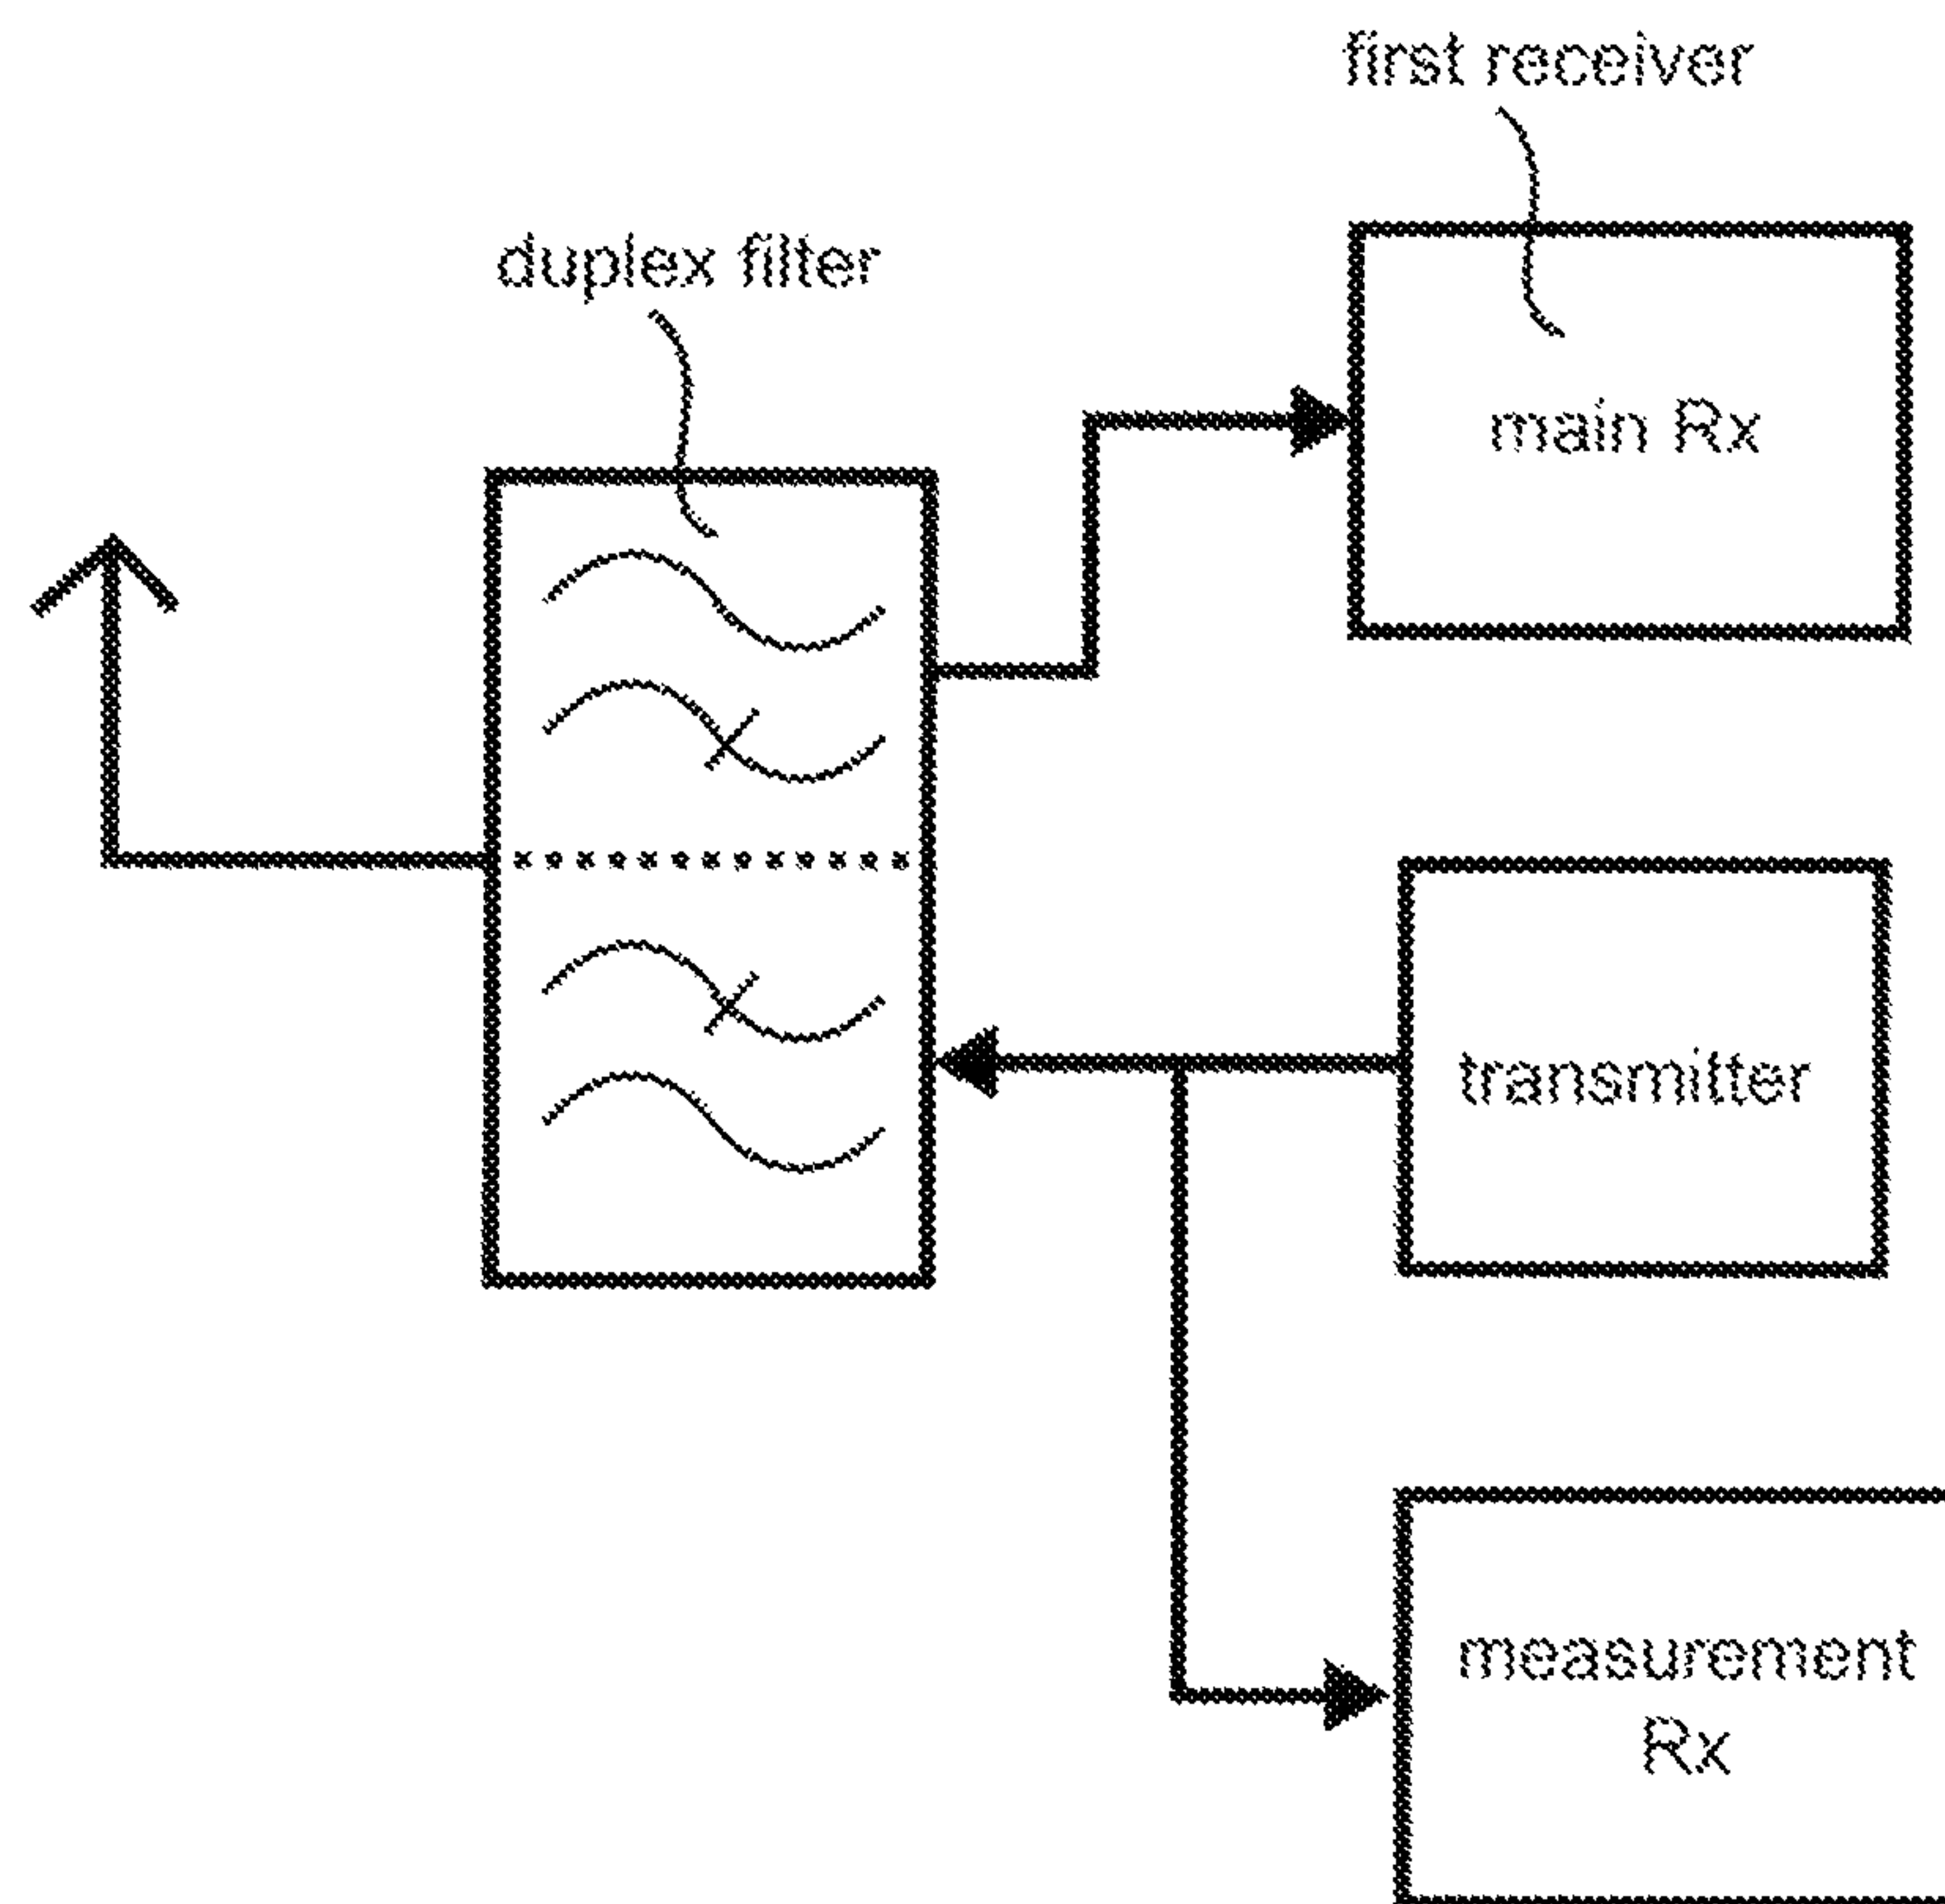 first receiver
duplex filter
main Rx
transmitter
measurement
Rx